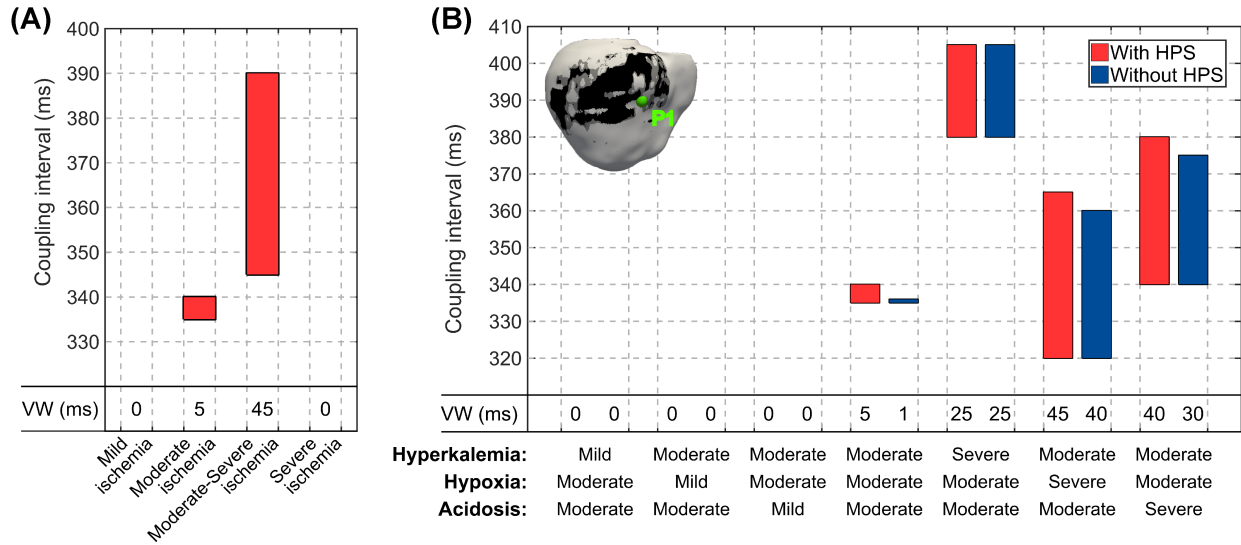 (A)
400
390
380
370
360
350
340
330
Coupling interval (ms)
VW (ms) 0 5 45 0
Mild ischemia
Moderate ischemia
Moderate-Severe ischemia
Severe ischemia
(B)
410
400
390
380
370
360
350
340
330
320
Coupling interval (ms)
P1
With HPS
Without HPS
VW (ms) 0 0 0 0 0 0 5 1 25 25 45 40 40 30
Hyperkalemia: Mild Moderate Moderate Moderate Severe Moderate Moderate
Hypoxia: Moderate Mild Moderate Moderate Moderate Severe Moderate
Acidosis: Moderate Moderate Mild Moderate Moderate Moderate Severe